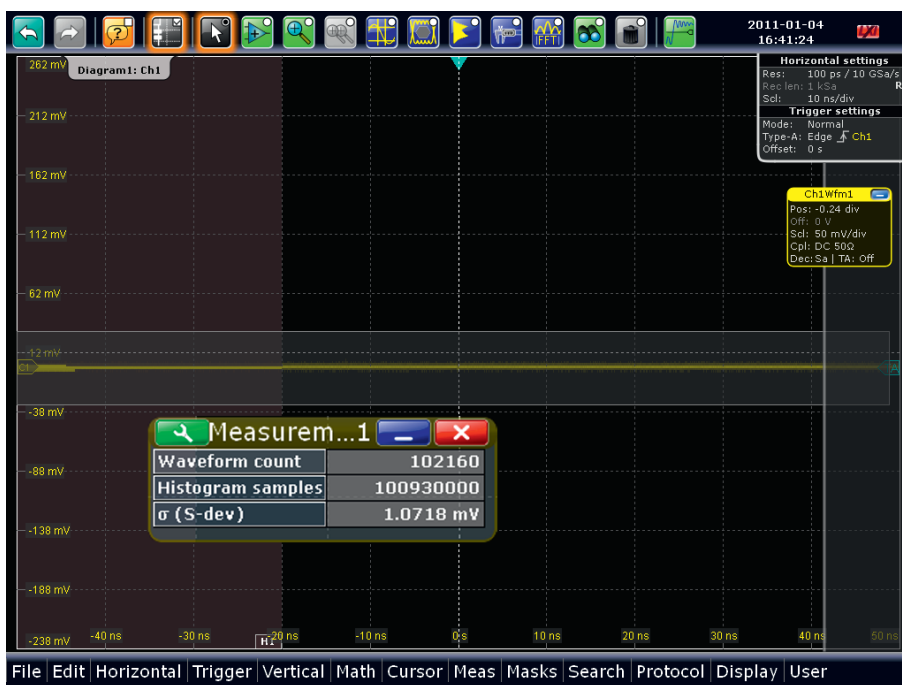 FFT
2011-01-04
16:41:24
Diagram1: Ch1
Horizontal settings
Res: 100 ps / 10 GSa/s
Rec len: 1 kSa R
Scl: 10 ns/div
Trigger settings
Mode: Normal
Type-A: Edge Ch1
Offset: 0 s
Ch1Wfm1
Pos: -0.24 div
Off: 0 V
Scl: 50 mV/div
Cpl: DC 50Ω
Dec: Sa | TA: Off
262 mV
212 mV
162 mV
112 mV
62 mV
12 mV
C1
-38 mV
-88 mV
-138 mV
-188 mV
-238 mV
Measurem...1
Waveform count 102160
Histogram samples 100930000
σ (S-dev) 1.0718 mV
H1
-40 ns -30 ns -20 ns -10 ns 0 s 10 ns 20 ns 30 ns 40 ns 50 ns
File Edit Horizontal Trigger Vertical Math Cursor Meas Masks Search Protocol Display User